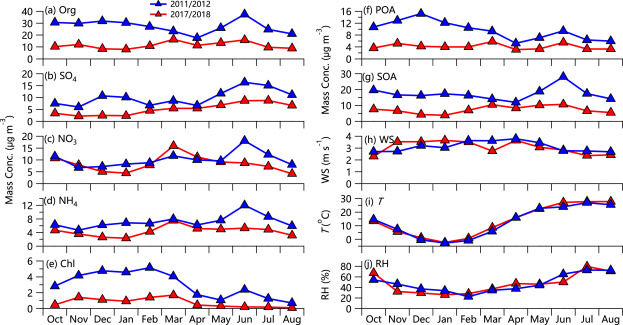 (a) Org
2011/2012
2017/2018
40
30
20
10
0
(b) SO4
20
15
10
5
0
(c) NO3
20
15
10
5
0
(d) NH4
12
8
4
0
(e) Chl
6
4
2
0
Mass Conc. (μg m-3)
Oct Nov Dec Jan Feb Mar Apr May Jun Jul Aug
(f) POA
16
12
8
4
0
(g) SOA
30
20
10
0
Mass Conc. (μg m-3)
(h) WS
4
3
2
1
0
WS (m s-1)
(i) T
30
20
10
0
T (°C)
(j) RH
80
60
40
20
0
RH (%)
Oct Nov Dec Jan Feb Mar Apr May Jun Jul Aug